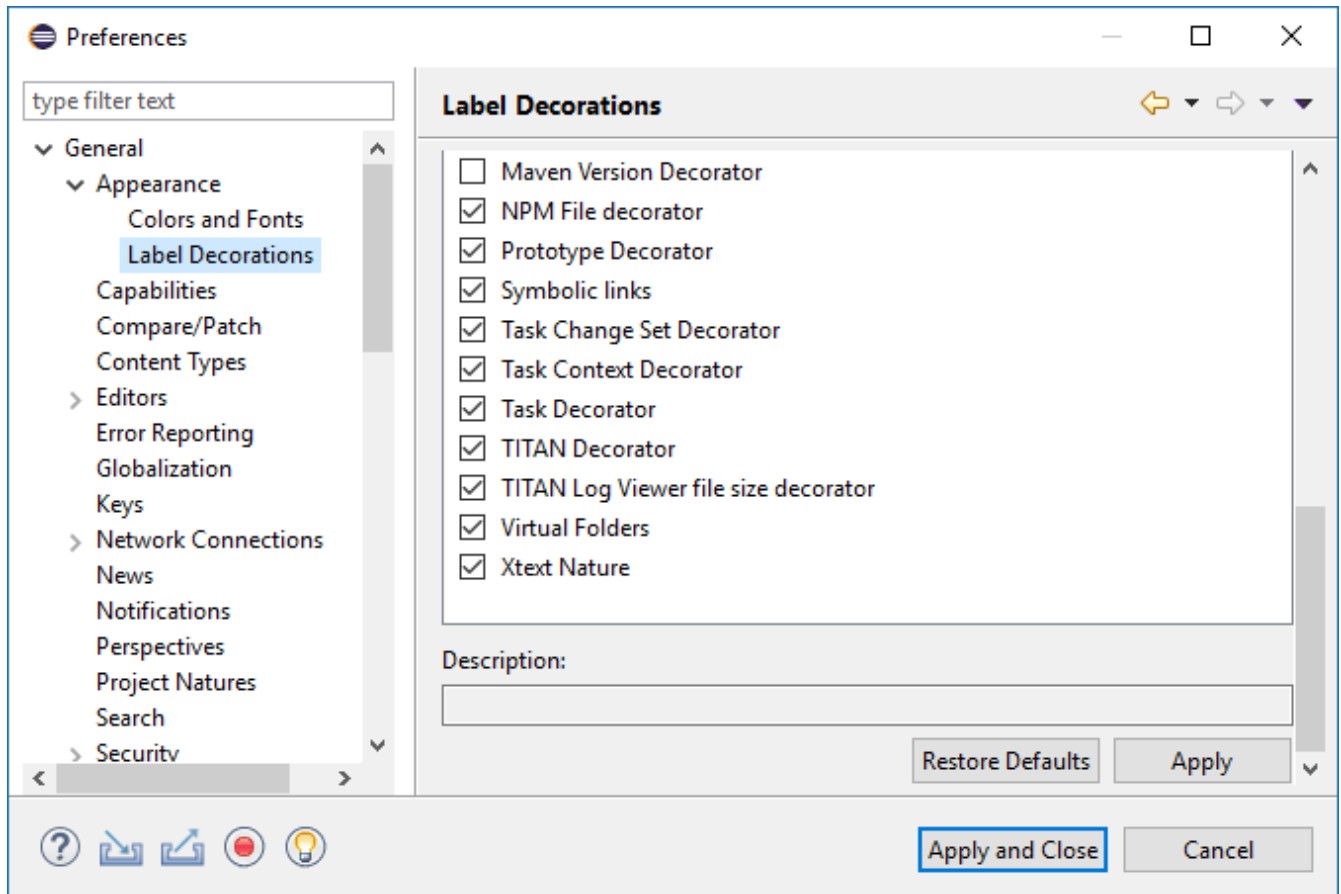 Preferences
type filter text
General
Appearance
Colors and Fonts
Label Decorations
Capabilities
Compare/Patch
Content Types
Editors
Error Reporting
Globalization
Keys
Network Connections
News
Notifications
Perspectives
Project Natures
Search
Security
Label Decorations
Maven Version Decorator
NPM File decorator
Prototype Decorator
Symbolic links
Task Change Set Decorator
Task Context Decorator
Task Decorator
TITAN Decorator
TITAN Log Viewer file size decorator
Virtual Folders
Xtext Nature
Description:
Restore Defaults
Apply
Apply and Close
Cancel